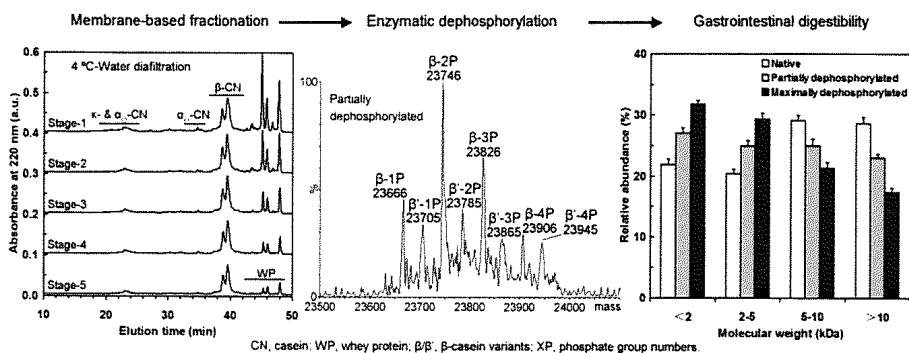 Membrane-based fractionation
Enzymatic dephosphorylation
Gastrointestinal digestibility
0.6
0.5
0.4
0.3
0.2
0.1
0.0
Absorbance at 220 nm (a.u.)
4 ºC-Water diafiltration
β-CN
κ- & αs2-CN
αs1-CN
Stage-1
Stage-2
Stage-3
Stage-4
Stage-5
WP
10 20 30 40 50
Elution time (min)
100
%
Partially
dephosphorylated
β-2P
23746
β-3P
23826
β-1P
23666
β'-1P
23705
β'-2P
23785
β'-3P
23865
β-4P
23906
β'-4P
23945
23500 23600 23700 23800 23900 24000 mass
40
30
20
10
0
Relative abundance (%)
Native
Partially dephosphorylated
Maximally dephosphorylated
<2 2-5 5-10 >10
Molecular weight (kDa)
CN, casein; WP, whey protein; β/β', β-casein variants; XP, phosphate group numbers.